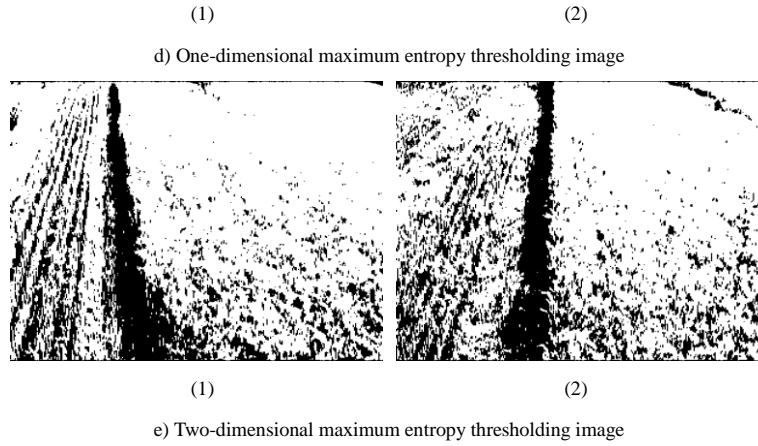 (1) (2)
d) One-dimensional maximum entropy thresholding image
(1) (2)
e) Two-dimensional maximum entropy thresholding image